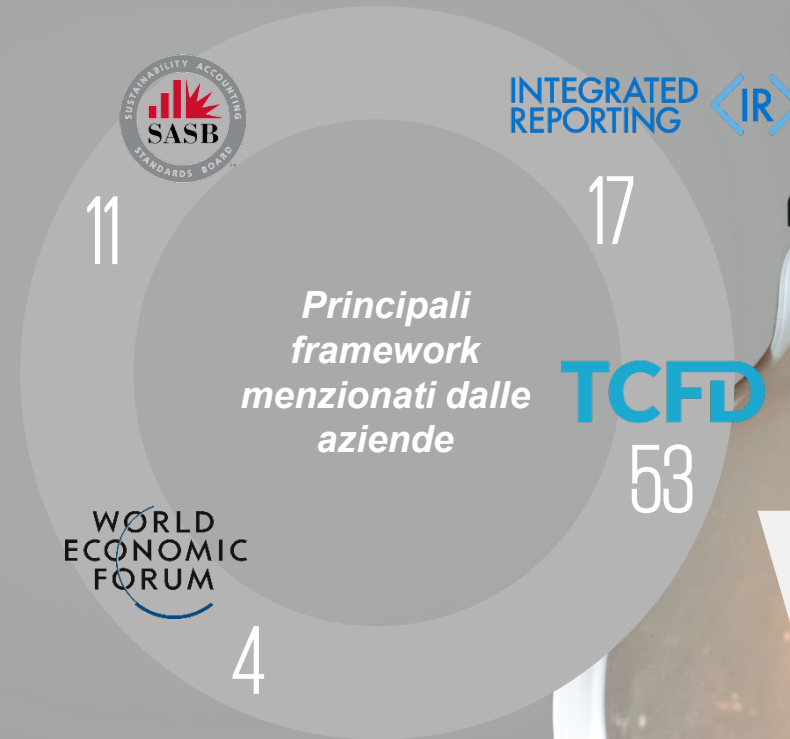 SUSTAINABILITY ACCOUNTING
SASB
STANDARDS BOARD
11
INTEGRATED
REPORTING
<IR>
17
Principali
framework
menzionati dalle
aziende
TCFD
53
WORLD
ECONOMIC
FORUM
4